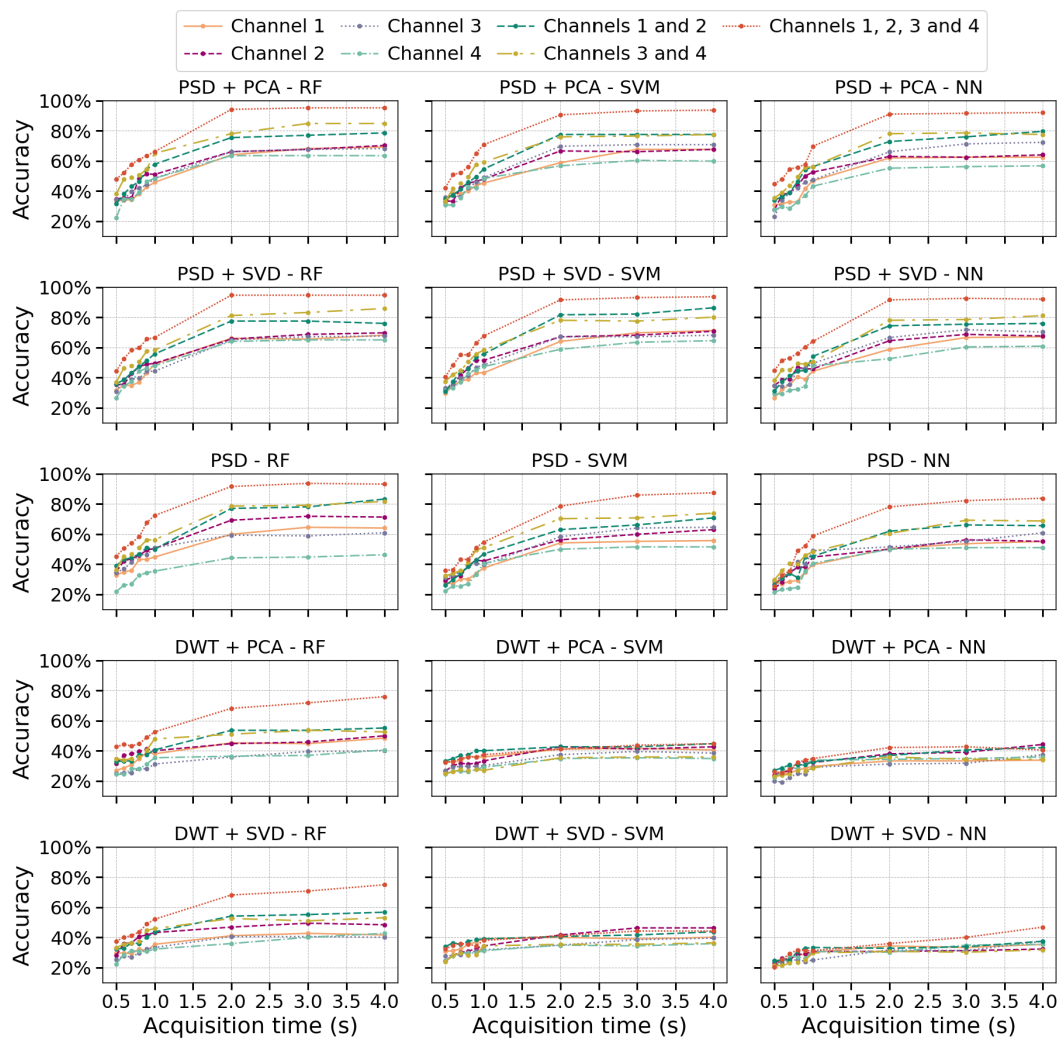 Channel 1 Channel 3 Channels 1 and 2 Channels 1, 2, 3 and 4
Channel 2 Channel 4 Channels 3 and 4
PSD + PCA - RF PSD + PCA - SVM PSD + PCA - NN
100%
80%
60%
40%
20%
Accuracy
PSD + SVD - RF PSD + SVD - SVM PSD + SVD - NN
100%
80%
60%
40%
20%
Accuracy
PSD - RF PSD - SVM PSD - NN
100%
80%
60%
40%
20%
Accuracy
DWT + PCA - RF DWT + PCA - SVM DWT + PCA - NN
100%
80%
60%
40%
20%
Accuracy
DWT + SVD - RF DWT + SVD - SVM DWT + SVD - NN
100%
80%
60%
40%
20%
Accuracy
0.5 1.0 1.5 2.0 2.5 3.0 3.5 4.0 0.5 1.0 1.5 2.0 2.5 3.0 3.5 4.0 0.5 1.0 1.5 2.0 2.5 3.0 3.5 4.0
Acquisition time (s) Acquisition time (s) Acquisition time (s)